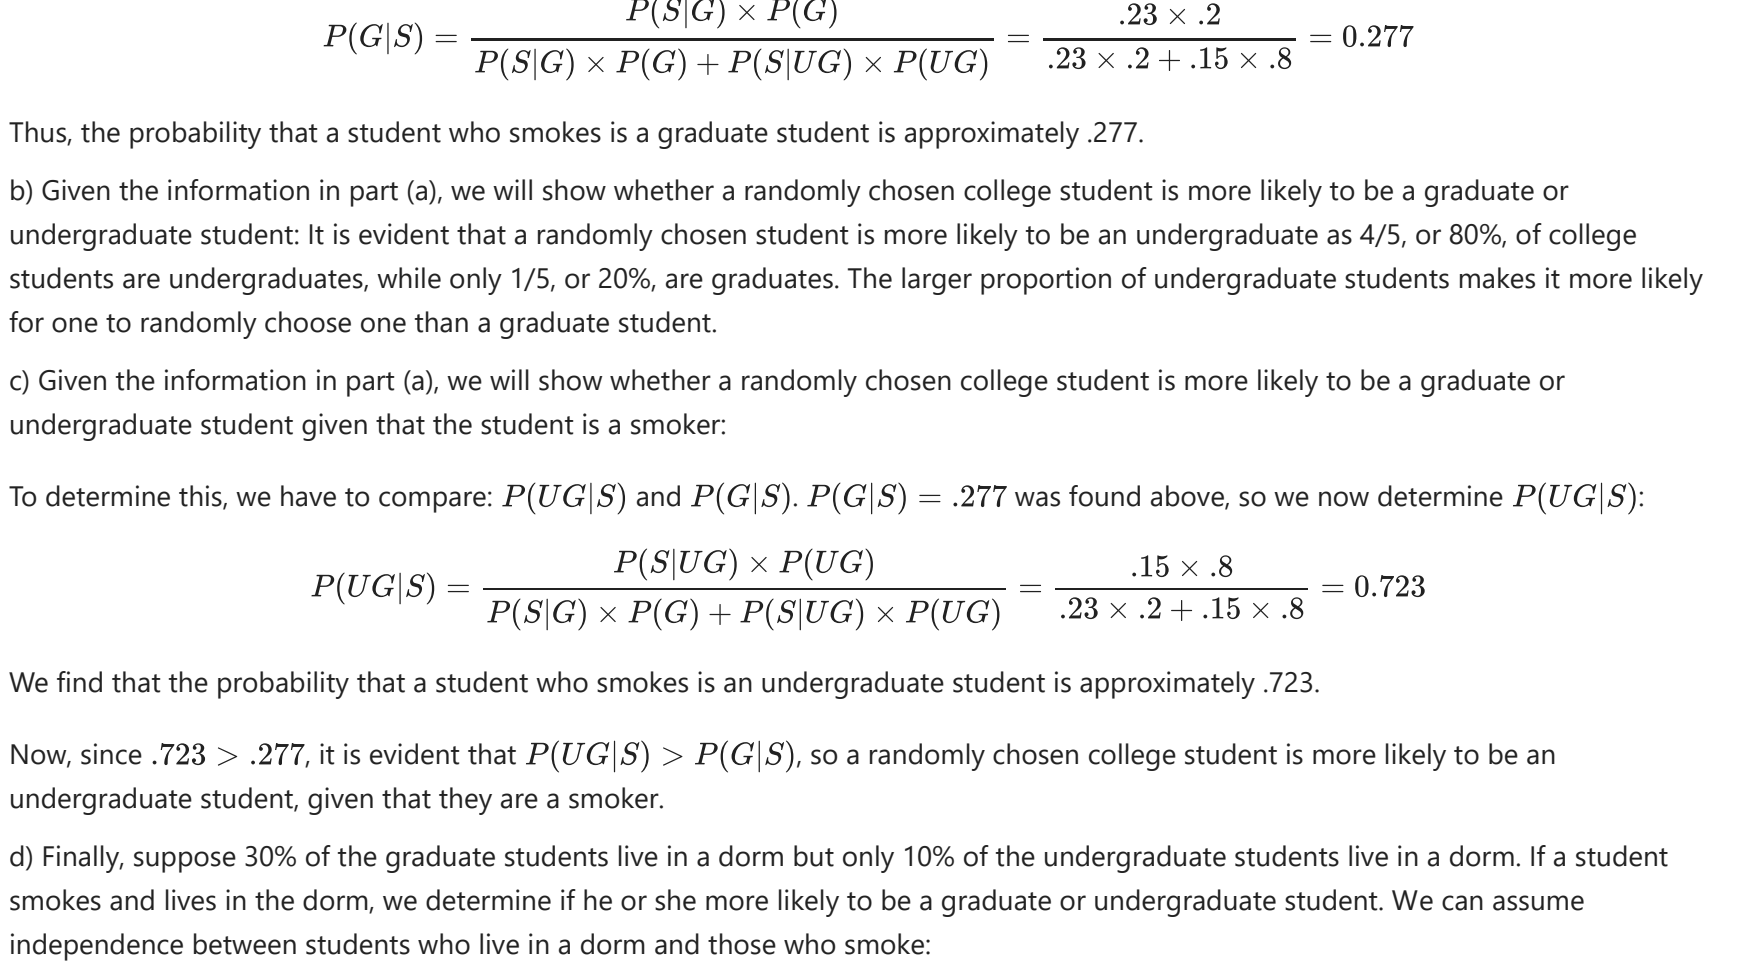 P(G|S) = P(S|G) × P(G) / P(S|G) × P(G) + P(S|UG) × P(UG) = .23 × .2 / .23 × .2 + .15 × .8 = 0.277
Thus, the probability that a student who smokes is a graduate student is approximately .277.
b) Given the information in part (a), we will show whether a randomly chosen college student is more likely to be a graduate or
undergraduate student: It is evident that a randomly chosen student is more likely to be an undergraduate as 4/5, or 80%, of college
students are undergraduates, while only 1/5, or 20%, are graduates. The larger proportion of undergraduate students makes it more likely
for one to randomly choose one than a graduate student.
c) Given the information in part (a), we will show whether a randomly chosen college student is more likely to be a graduate or
undergraduate student given that the student is a smoker:
To determine this, we have to compare: P(UG|S) and P(G|S). P(G|S) = .277 was found above, so we now determine P(UG|S):
P(UG|S) = P(S|UG) × P(UG) / P(S|G) × P(G) + P(S|UG) × P(UG) = .15 × .8 / .23 × .2 + .15 × .8 = 0.723
We find that the probability that a student who smokes is an undergraduate student is approximately .723.
Now, since .723 > .277, it is evident that P(UG|S) > P(G|S), so a randomly chosen college student is more likely to be an
undergraduate student, given that they are a smoker.
d) Finally, suppose 30% of the graduate students live in a dorm but only 10% of the undergraduate students live in a dorm. If a student
smokes and lives in the dorm, we determine if he or she more likely to be a graduate or undergraduate student. We can assume
independence between students who live in a dorm and those who smoke: